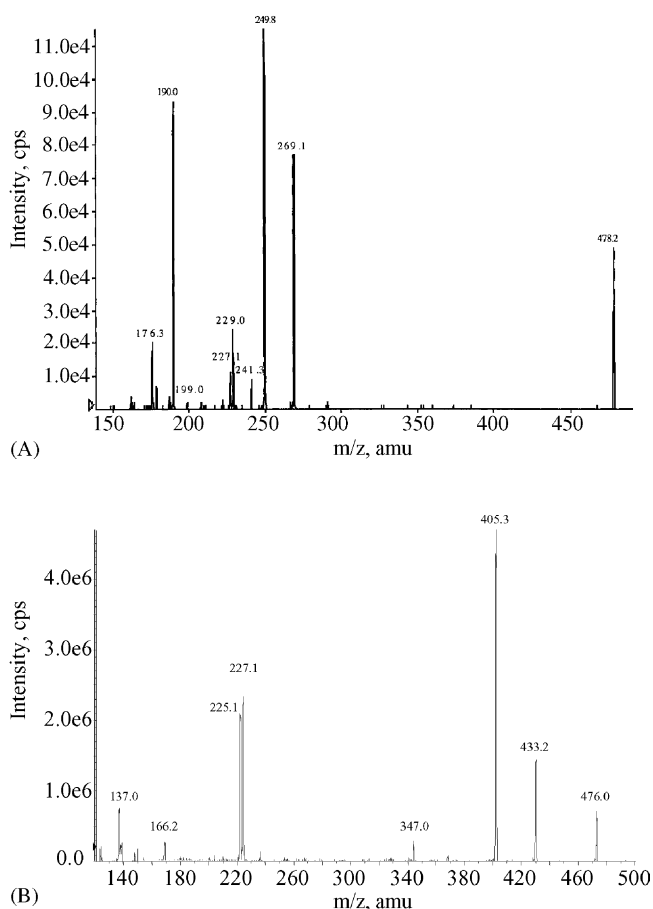 249.8
11.0e4
10.0e4
190.0
9.0e4
8.0e4
269.1
7.0e4
6.0e4
478.2
5.0e4
4.0e4
3.0e4
229.0
176.3
2.0e4
227.1
241.3
1.0e4
199.0
150 200 250 300 350 400 450
m/z, amu
Intensity, cps
(A)
405.3
4.0e6
3.0e6
227.1
225.1
2.0e6
433.2
1.0e6
137.0
476.0
166.2
347.0
0.0
140 180 220 260 300 340 380 420 460 500
m/z, amu
Intensity, cps
(B)